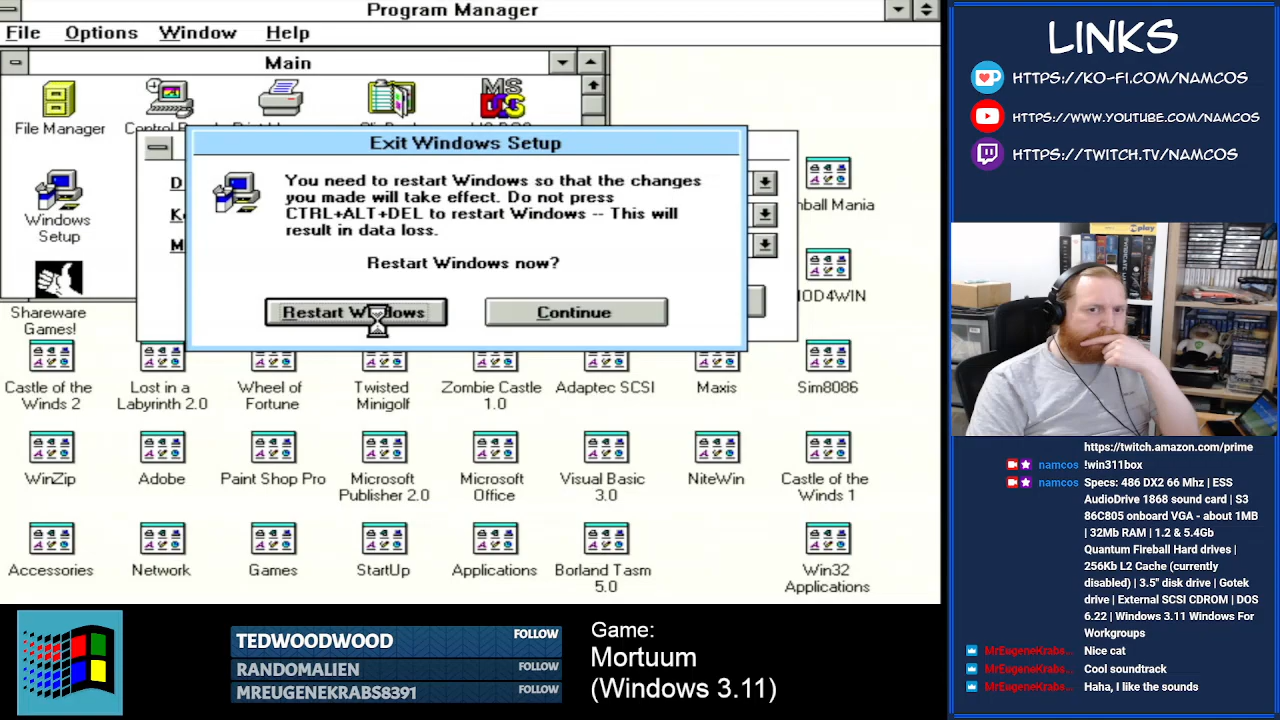 Program Manager
File Options Window Help
Main
File Manager
MS DOS
Windows
Setup
Exit Windows Setup
You need to restart Windows so that the changes
you made will take effect. Do not press
CTRL+ALT+DEL to restart Windows -- This will
result in data loss.
Restart Windows now?
Restart Windows
Continue
nball Mania
MOD4WIN
Shareware
Games!
Castle of the
Winds 2
Lost in a
Labyrinth 2.0
Wheel of
Fortune
Twisted
Minigolf
Zombie Castle
1.0
Adaptec SCSI
Maxis
Sim8086
WinZip
Adobe
Paint Shop Pro
Microsoft
Publisher 2.0
Microsoft
Office
Visual Basic
3.0
NiteWin
Castle of the
Winds 1
Accessories
Network
Games
StartUp
Applications
Borland Tasm
5.0
Win32
Applications
TEDWOODWOOD FOLLOW
RANDOMALIEN FOLLOW
MREUGENEKRABS8391 FOLLOW
Game:
Mortuum
(Windows 3.11)
LINKS
HTTPS://KO-FI.COM/NAMCOS
HTTPS://WWW.YOUTUBE.COM/NAMCOS
HTTPS://TWITCH.TV/NAMCOS
https://twitch.amazon.com/prime
namcos !win311box
namcos Specs: 486 DX2 66 Mhz | ESS
AudioDrive 1868 sound card | S3
86C805 onboard VGA - about 1MB
| 32Mb RAM | 1.2 & 5.4Gb
Quantum Fireball Hard drives |
256Kb L2 Cache (currently
disabled) | 3.5" disk drive | Gotek
drive | External SCSI CDROM | DOS
6.22 | Windows 3.11 Windows For
Workgroups
MrEugeneKrabs... Nice cat
MrEugeneKrabs... Cool soundtrack
MrEugeneKrabs... Haha, I like the sounds